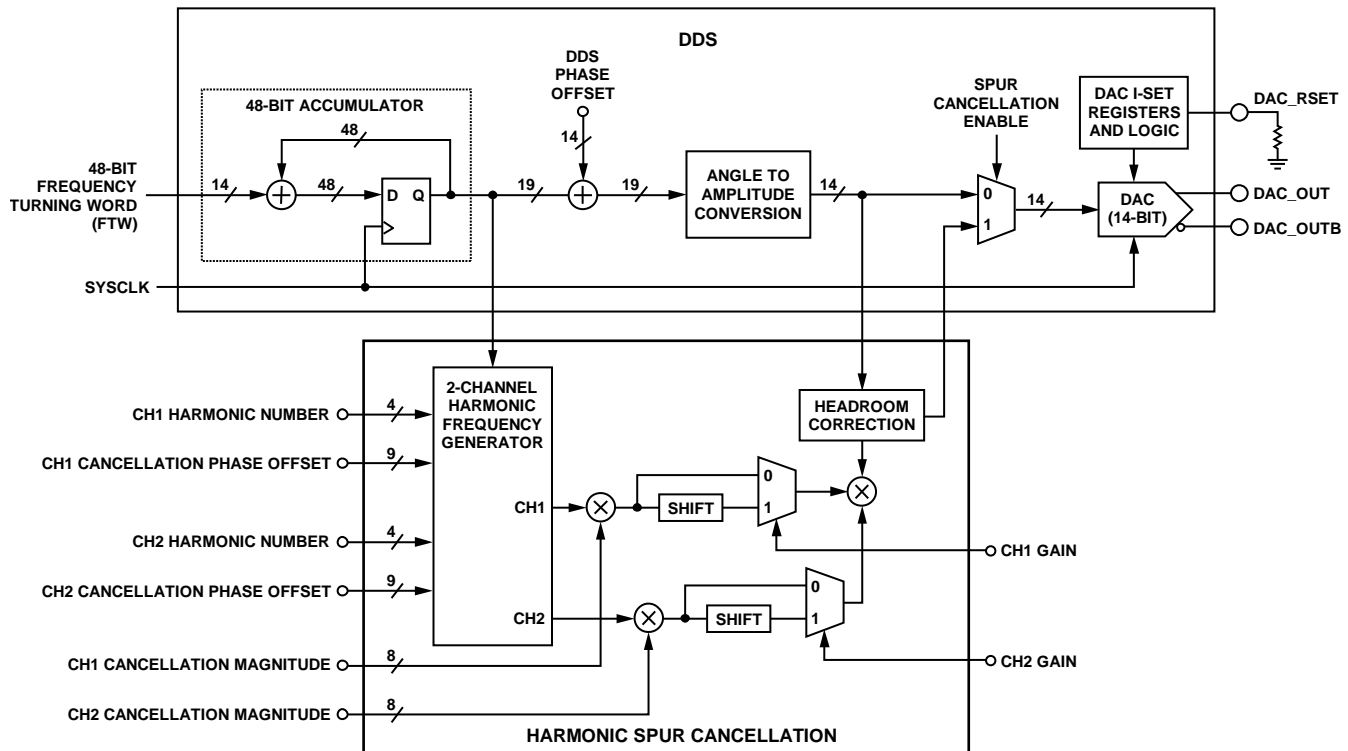 DDS
DDS
PHASE
OFFSET
SPUR
CANCELLATION
ENABLE
DAC I-SET
REGISTERS
AND LOGIC
DAC_RSET
48-BIT ACCUMULATOR
48
14
48-BIT
FREQUENCY
TURNING WORD
(FTW)
14
48
D Q
19
19
ANGLE TO
AMPLITUDE
CONVERSION
14
0
1
14
DAC
(14-BIT)
DAC_OUT
DAC_OUTB
SYSCLK
2-CHANNEL
HARMONIC
FREQUENCY
GENERATOR
HEADROOM
CORRECTION
CH1 HARMONIC NUMBER
4
CH1 CANCELLATION PHASE OFFSET
9
CH1
SHIFT
0
1
CH2 HARMONIC NUMBER
4
CH1 GAIN
CH2 CANCELLATION PHASE OFFSET
9
CH2
SHIFT
0
1
CH1 CANCELLATION MAGNITUDE
8
CH2 GAIN
CH2 CANCELLATION MAGNITUDE
8
HARMONIC SPUR CANCELLATION